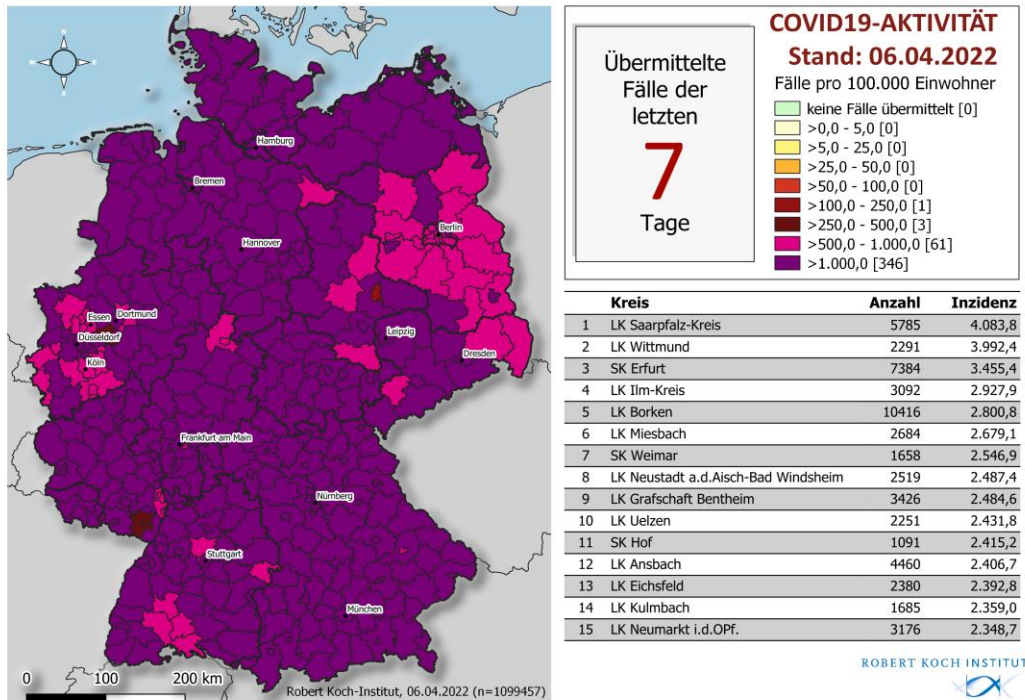 N
W
E
S
Hamburg
Bremen
Berlin
Hannover
Essen
Dortmund
Düsseldorf
Köln
Leipzig
Dresden
Frankfurt am Main
Nürnberg
Stuttgart
München
0 100 200 km
Robert Koch-Institut, 06.04.2022 (n=1099457)
Übermittelte
Fälle der
letzten
7
Tage
COVID19-AKTIVITÄT
Stand: 06.04.2022
Fälle pro 100.000 Einwohner
keine Fälle übermittelt [0]
>0,0 - 5,0 [0]
>5,0 - 25,0 [0]
>25,0 - 50,0 [0]
>50,0 - 100,0 [0]
>100,0 - 250,0 [1]
>250,0 - 500,0 [3]
>500,0 - 1.000,0 [61]
>1.000,0 [346]
Kreis Anzahl Inzidenz
1 LK Saarpfalz-Kreis 5785 4.083,8
2 LK Wittmund 2291 3.992,4
3 SK Erfurt 7384 3.455,4
4 LK Ilm-Kreis 3092 2.927,9
5 LK Borken 10416 2.800,8
6 LK Miesbach 2684 2.679,1
7 SK Weimar 1658 2.546,9
8 LK Neustadt a.d.Aisch-Bad Windsheim 2519 2.487,4
9 LK Grafschaft Bentheim 3426 2.484,6
10 LK Uelzen 2251 2.431,8
11 SK Hof 1091 2.415,2
12 LK Ansbach 4460 2.406,7
13 LK Eichsfeld 2380 2.392,8
14 LK Kulmbach 1685 2.359,0
15 LK Neumarkt i.d.OPf. 3176 2.348,7
ROBERT KOCH INSTITUT